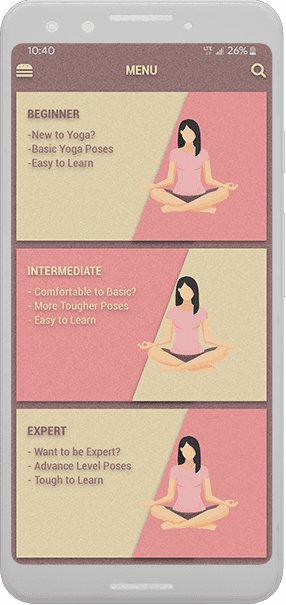 10:40 LTE 26%
MENU
BEGINNER
-New to Yoga?
-Basic Yoga Poses
-Easy to Learn
INTERMEDIATE
- Comfortable to Basic?
- More Tougher Poses
- Easy to Learn
EXPERT
- Want to be Expert?
- Advance Level Poses
- Tough to Learn